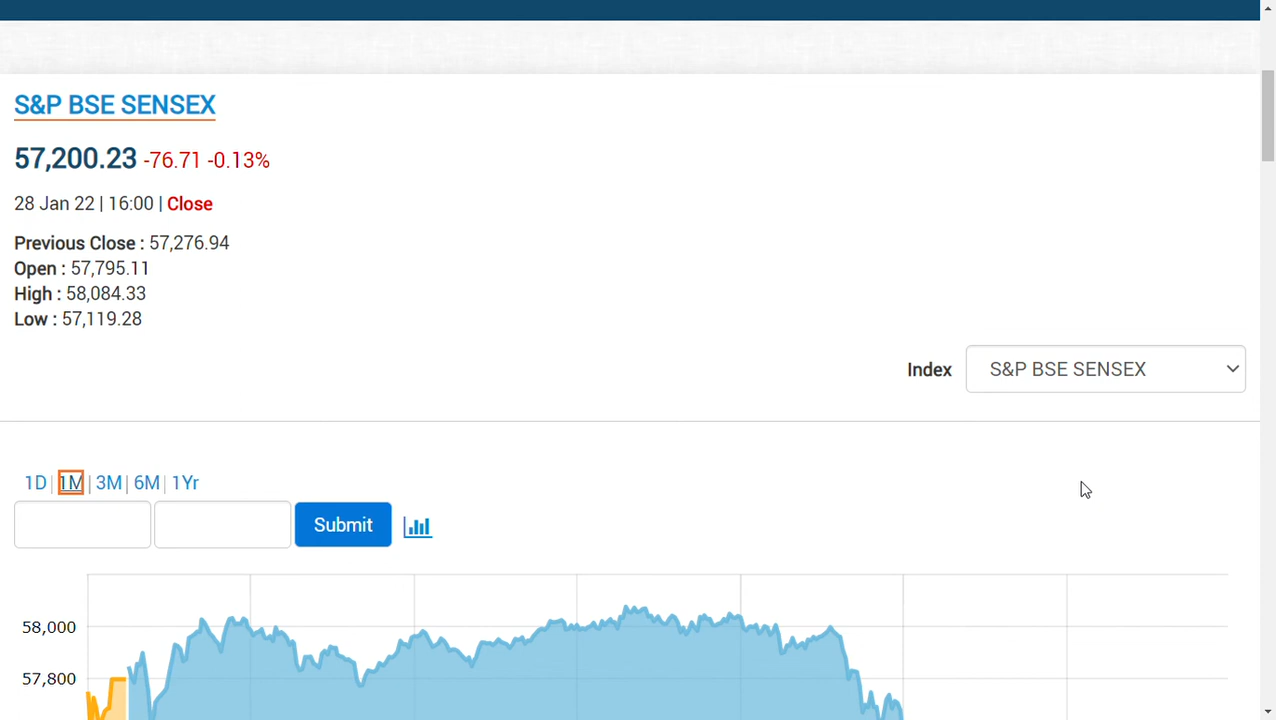 S&P BSE SENSEX
57,200.23 -76.71 -0.13%
28 Jan 22 | 16:00 | Close
Previous Close : 57,276.94
Open : 57,795.11
High : 58,084.33
Low : 57,119.28
Index S&P BSE SENSEX
1D | 1M | 3M | 6M | 1Yr
Submit
58,000
57,800